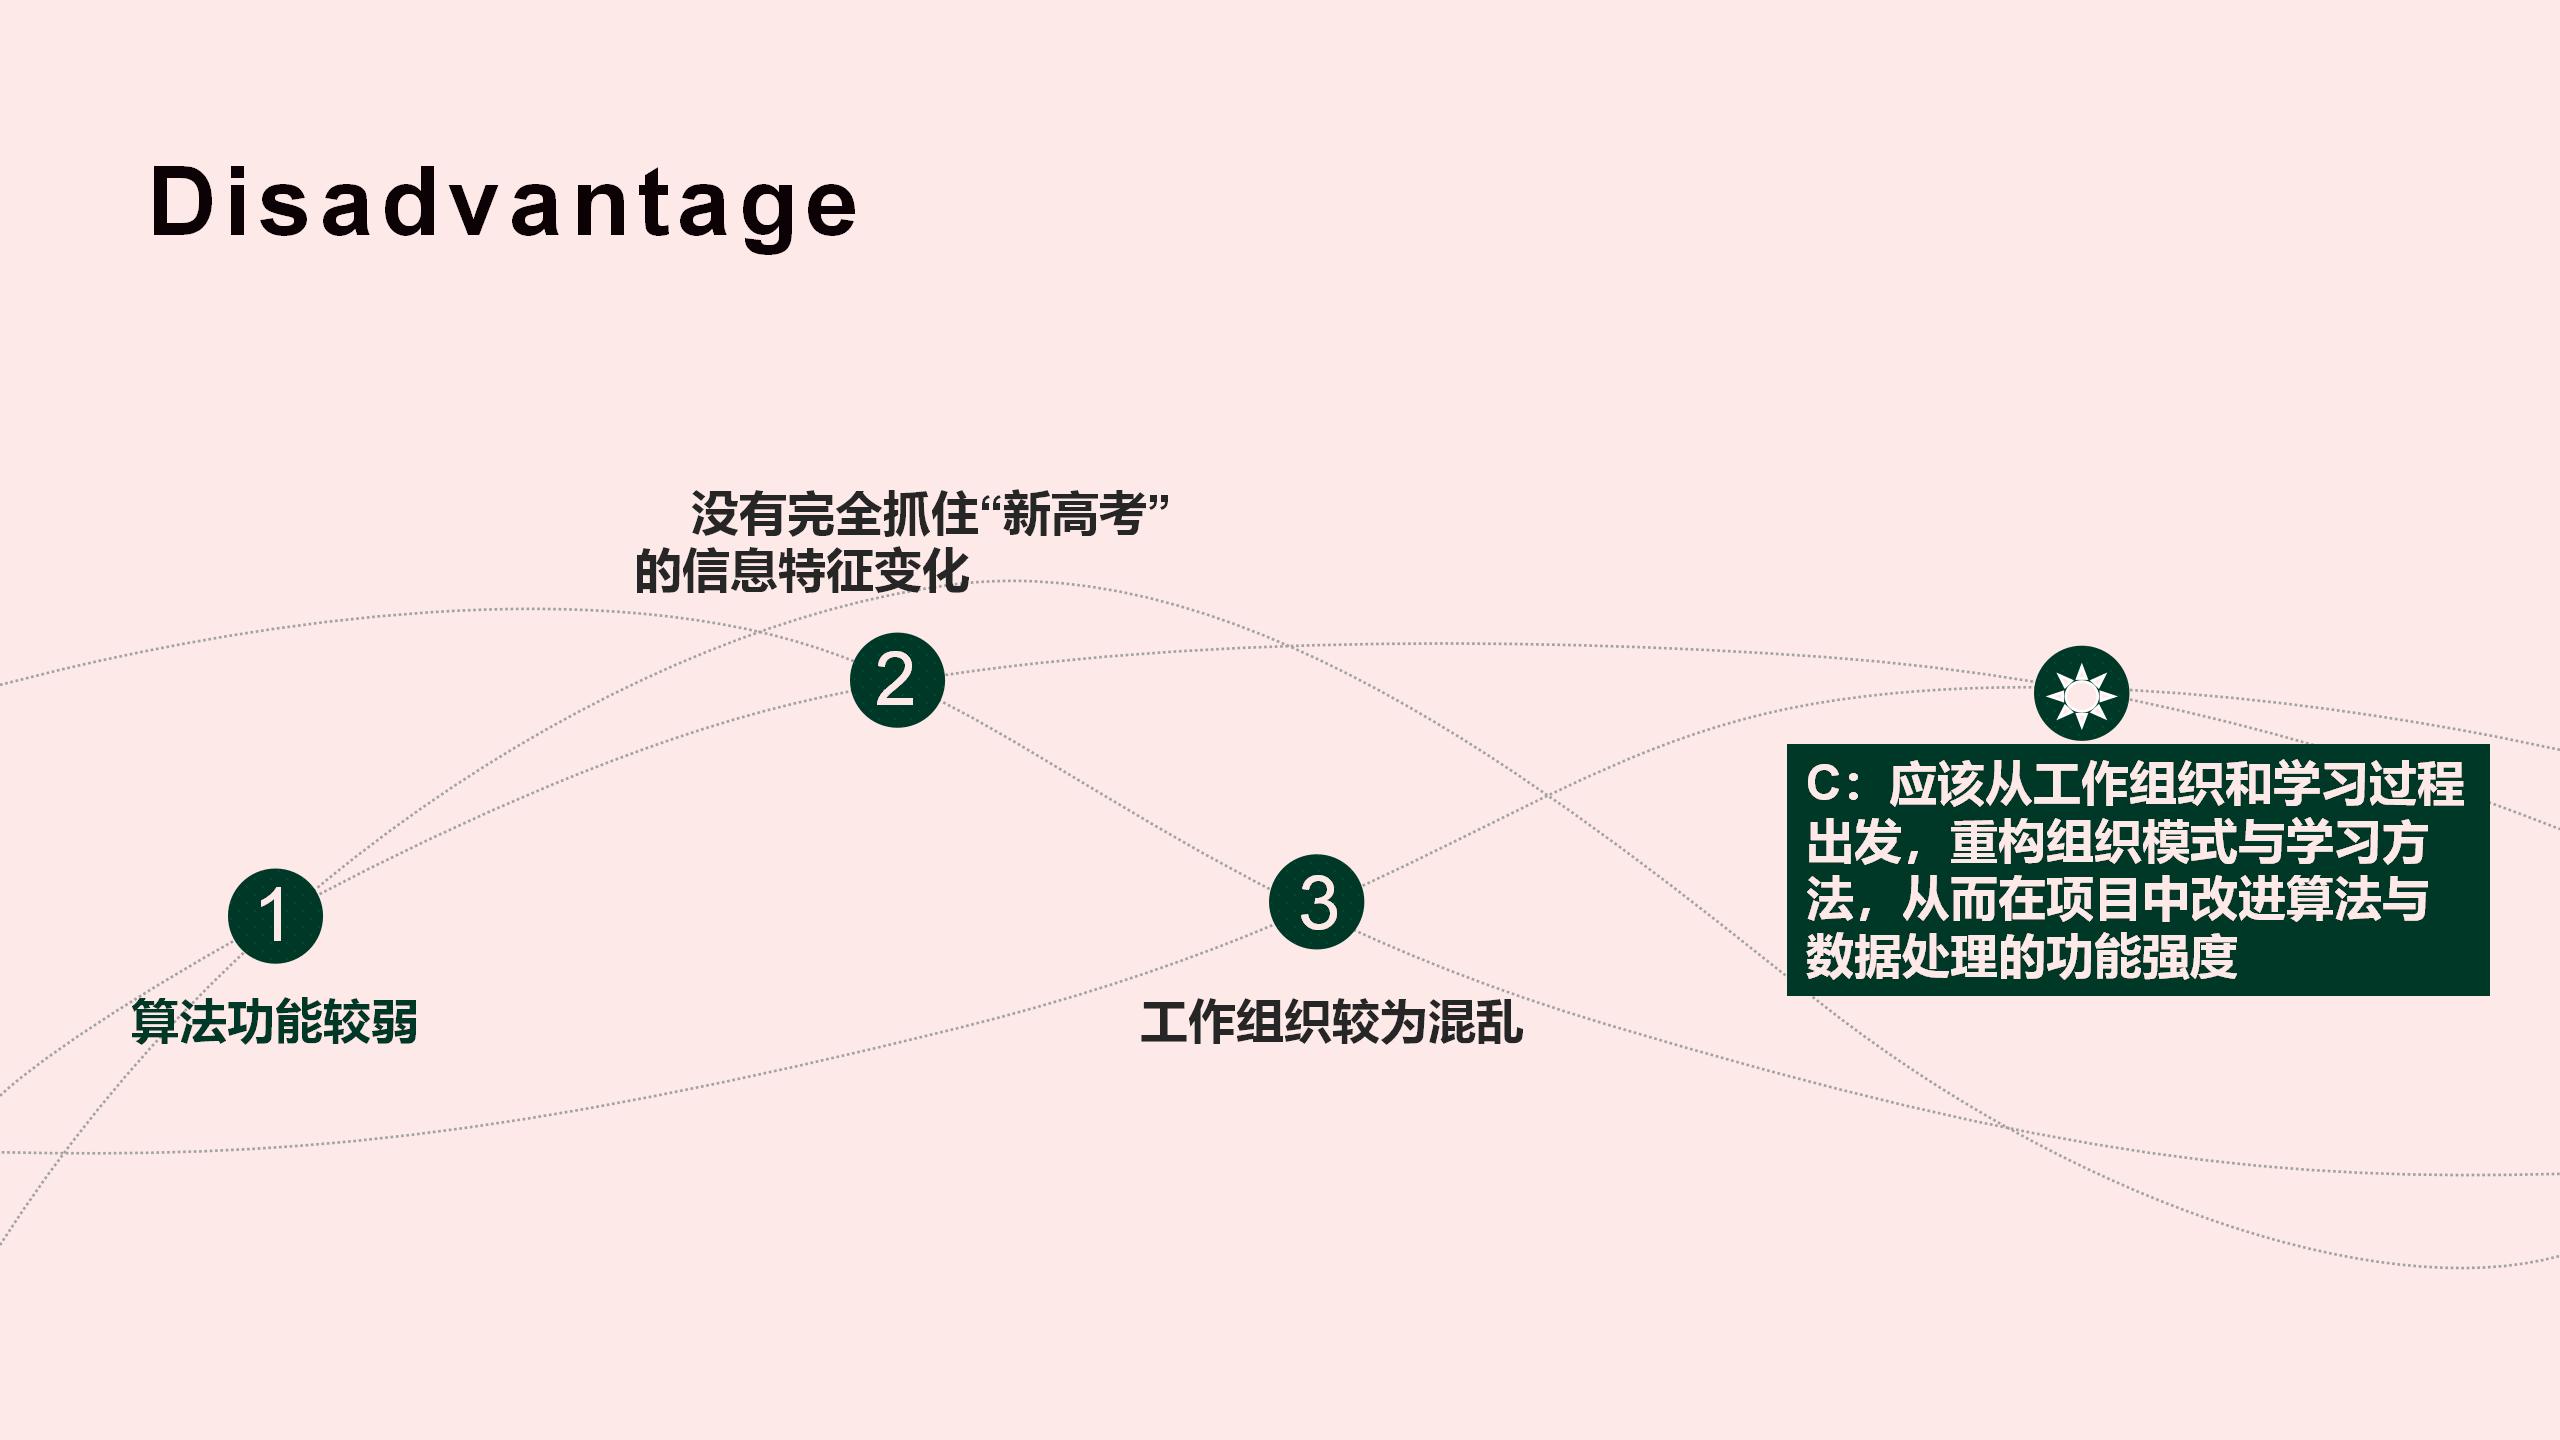 Disadvantage
没有完全抓住“新高考”
的信息特征变化
2
1
算法功能较弱
3
工作组织较为混乱
C：应该从工作组织和学习过程
出发，重构组织模式与学习方
法，从而在项目中改进算法与
数据处理的功能强度